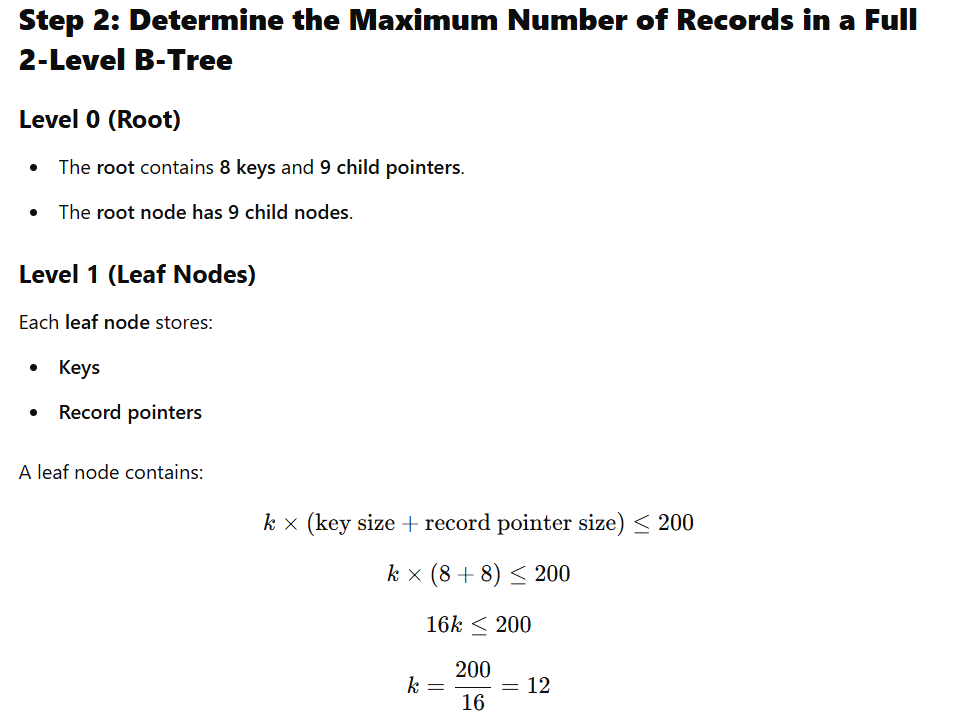 Step 2: Determine the Maximum Number of Records in a Full
2-Level B-Tree
Level 0 (Root)
• The root contains 8 keys and 9 child pointers.
• The root node has 9 child nodes.
Level 1 (Leaf Nodes)
Each leaf node stores:
• Keys
• Record pointers
A leaf node contains:
k × (key size + record pointer size) ≤ 200
k × (8 + 8) ≤ 200
16k ≤ 200
k = 200/16 = 12